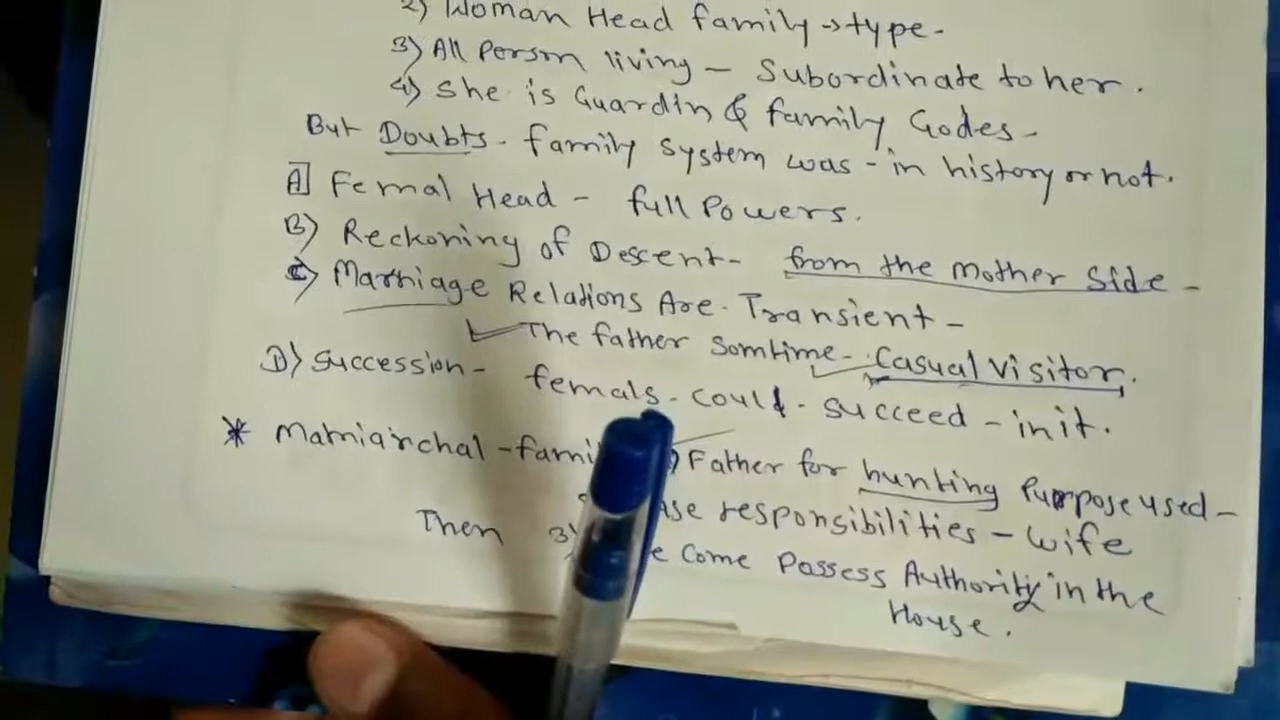 2) Woman Head family → type -
3) All Person living - Subordinate to her.
4) She is Guardin & family Godes -
But Doubts - family system was - in history or not.
A] Femal Head - full Powers.
B) Reckoning of Descent - from the mother Side -
C) Marriage Relations Are - Transient -
The father Somtime - Casual Visitor.
D) Succession - femals - could - succeed - in it.
* Matriarchal - Father for hunting Purpose used -
responsibilities - wife
Then 3) Come Possess Authority in the
House.